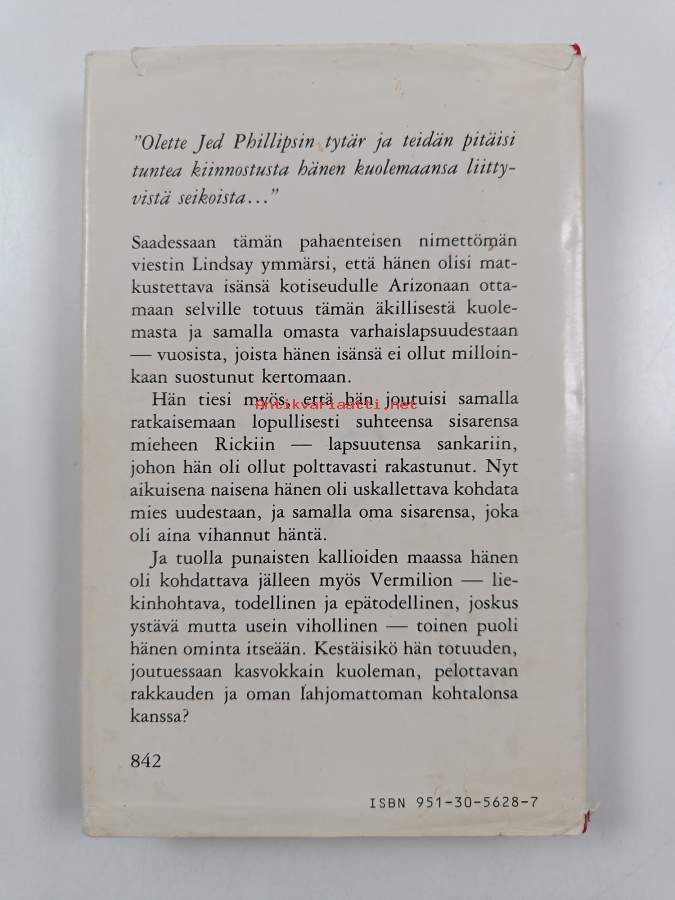 "Olette Jed Phillipsin tytär ja teidän pitäisi
tuntea kiinnostusta hänen kuolemaansa liitty-
vistä seikoista..."
Saadessaan tämän pahaenteisen nimettömän
viestin Lindsay ymmärsi, että hänen olisi mat-
kustettava isänsä kotiseudulle Arizonaan otta-
maan selville totuus tämän äkillisestä kuole-
masta ja samalla omasta varhaislapsuudestaan
— vuosista, joista hänen isänsä ei ollut milloin-
kaan suostunut kertomaan.
Hän tiesi myös, että hän joutuisi samalla
Antikvariaatti.net
ratkaisemaan lopullisesti suhteensa sisarensa
mieheen Rickiin — lapsuutensa sankariin,
johon hän oli ollut polttavasti rakastunut. Nyt
aikuisena naisena hänen oli uskallettava kohdata
mies uudestaan, ja samalla oma sisarensa, joka
oli aina vihannut häntä.
Ja tuolla punaisten kallioiden maassa hänen
oli kohdattava jälleen myös Vermilion — lie-
kinhohtava, todellinen ja epätodellinen, joskus
ystävä mutta usein vihollinen — toinen puoli
hänen ominta itseään. Kestäisikö hän totuuden,
joutuessaan kasvokkain kuoleman, pelottavan
rakkauden ja oman lahjomattoman kohtalonsa
kanssa?
842
ISBN 951-30-5628-7